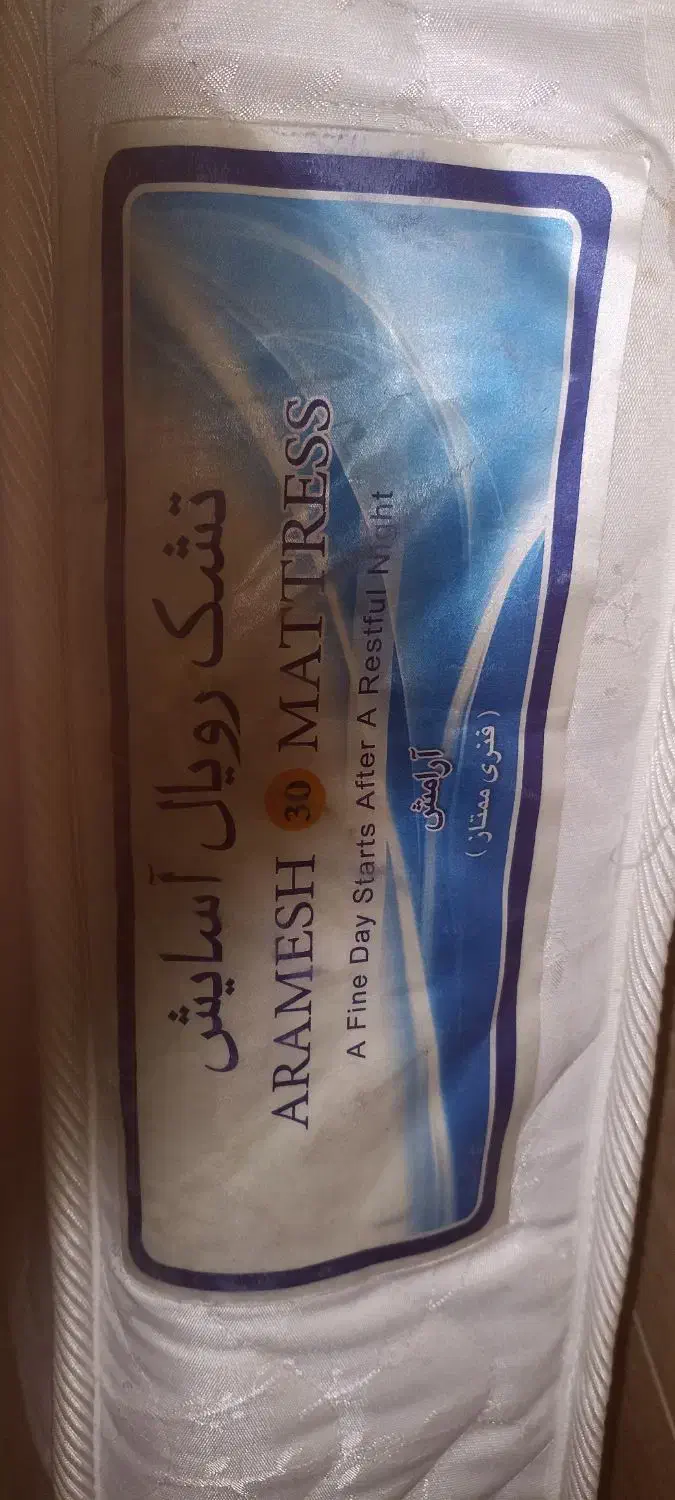 تشک رویال آسایش
ARAMESH 30 MATTRESS
A Fine Day Starts After A Restful Night
آرامش
(فنری ممتاز)